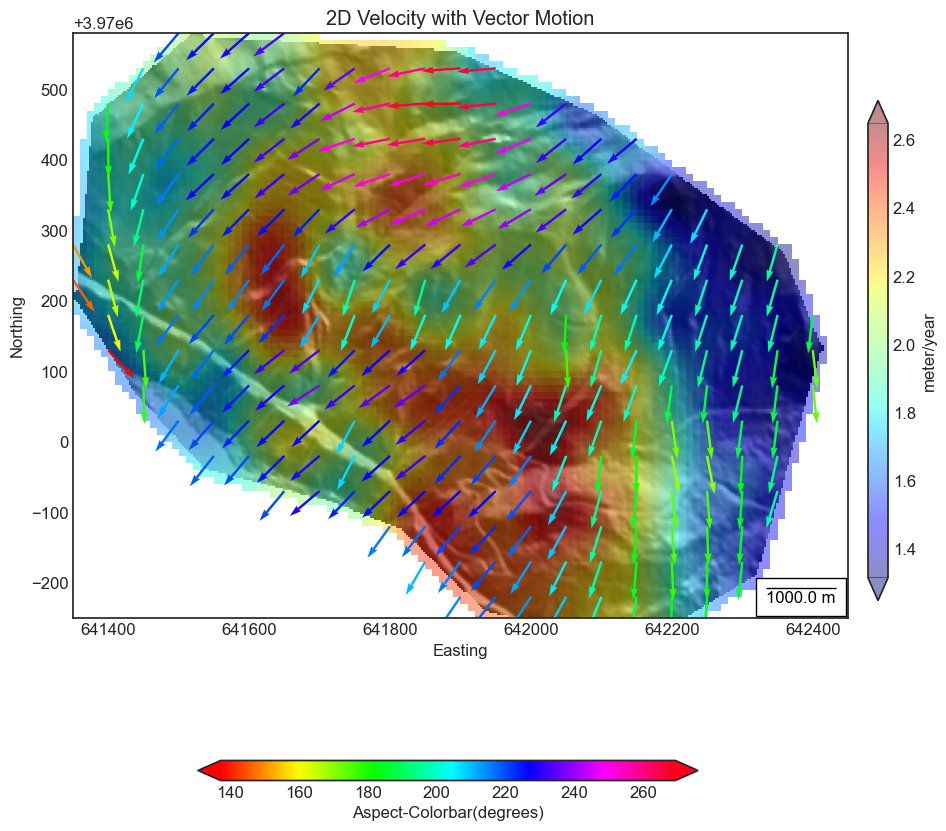 2D Velocity with Vector Motion
+3.97e6
500
400
300
200
100
0
−100
−200
Northing
641400 641600 641800 642000 642200 642400
Easting
1000.0 m
2.6
2.4
2.2
2.0
1.8
1.6
1.4
meter/year
140 160 180 200 220 240 260
Aspect-Colorbar(degrees)